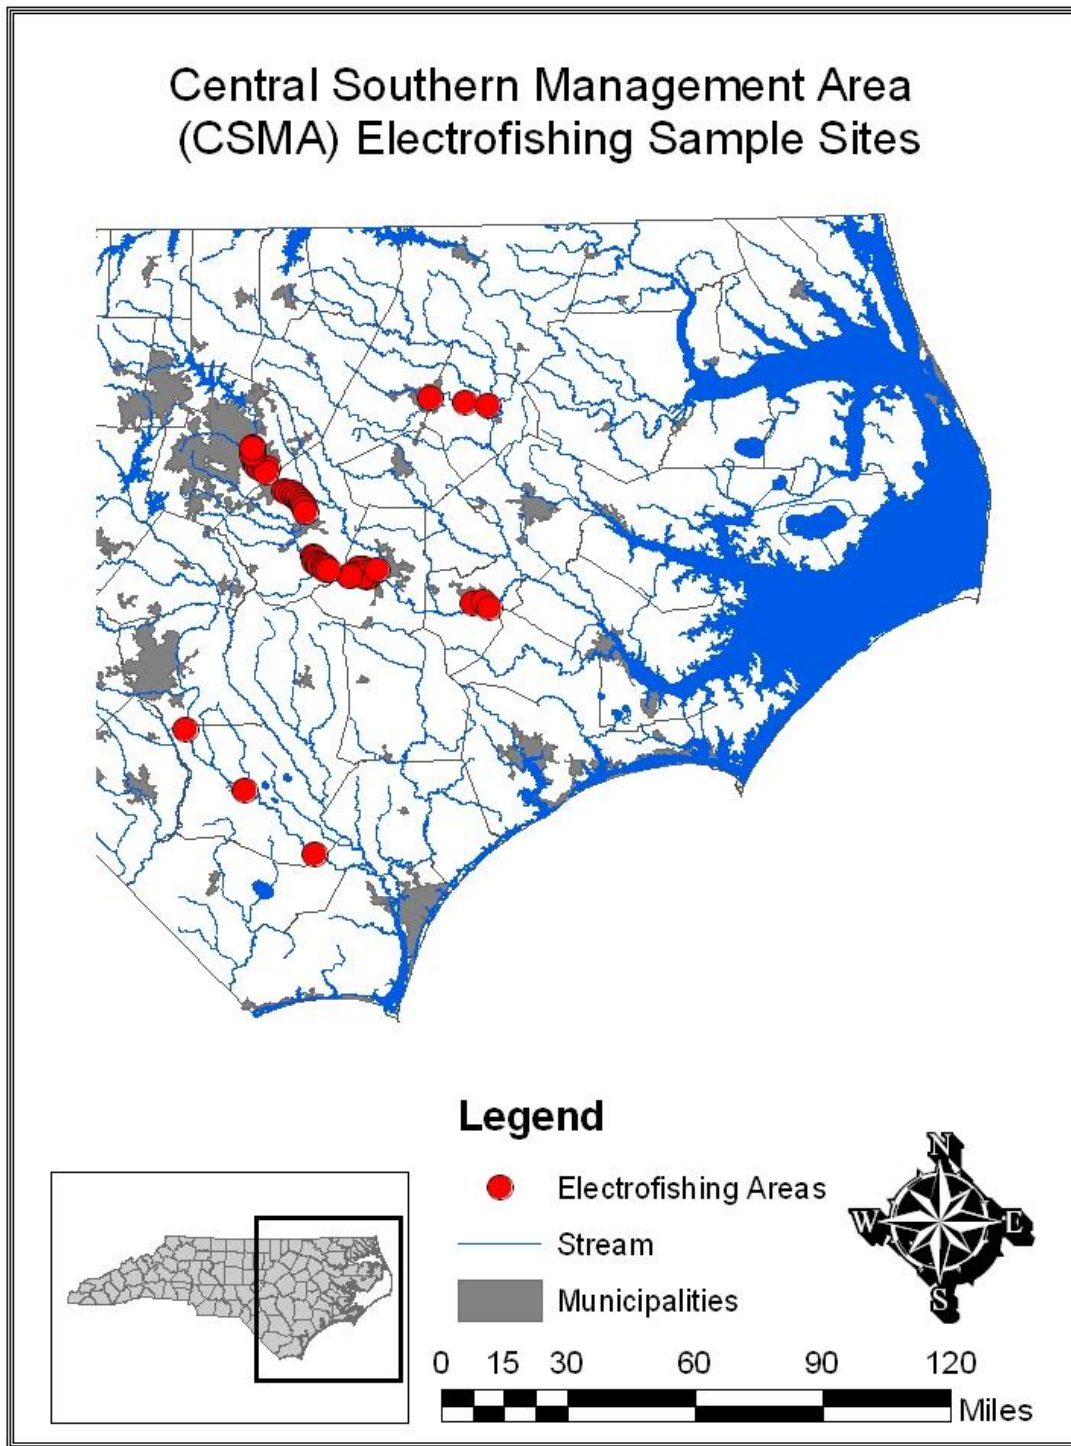 Central Southern Management Area
(CSMA) Electrofishing Sample Sites
Legend
Electrofishing Areas
Stream
Municipalities
N
W E
S
0 15 30 60 90 120
Miles